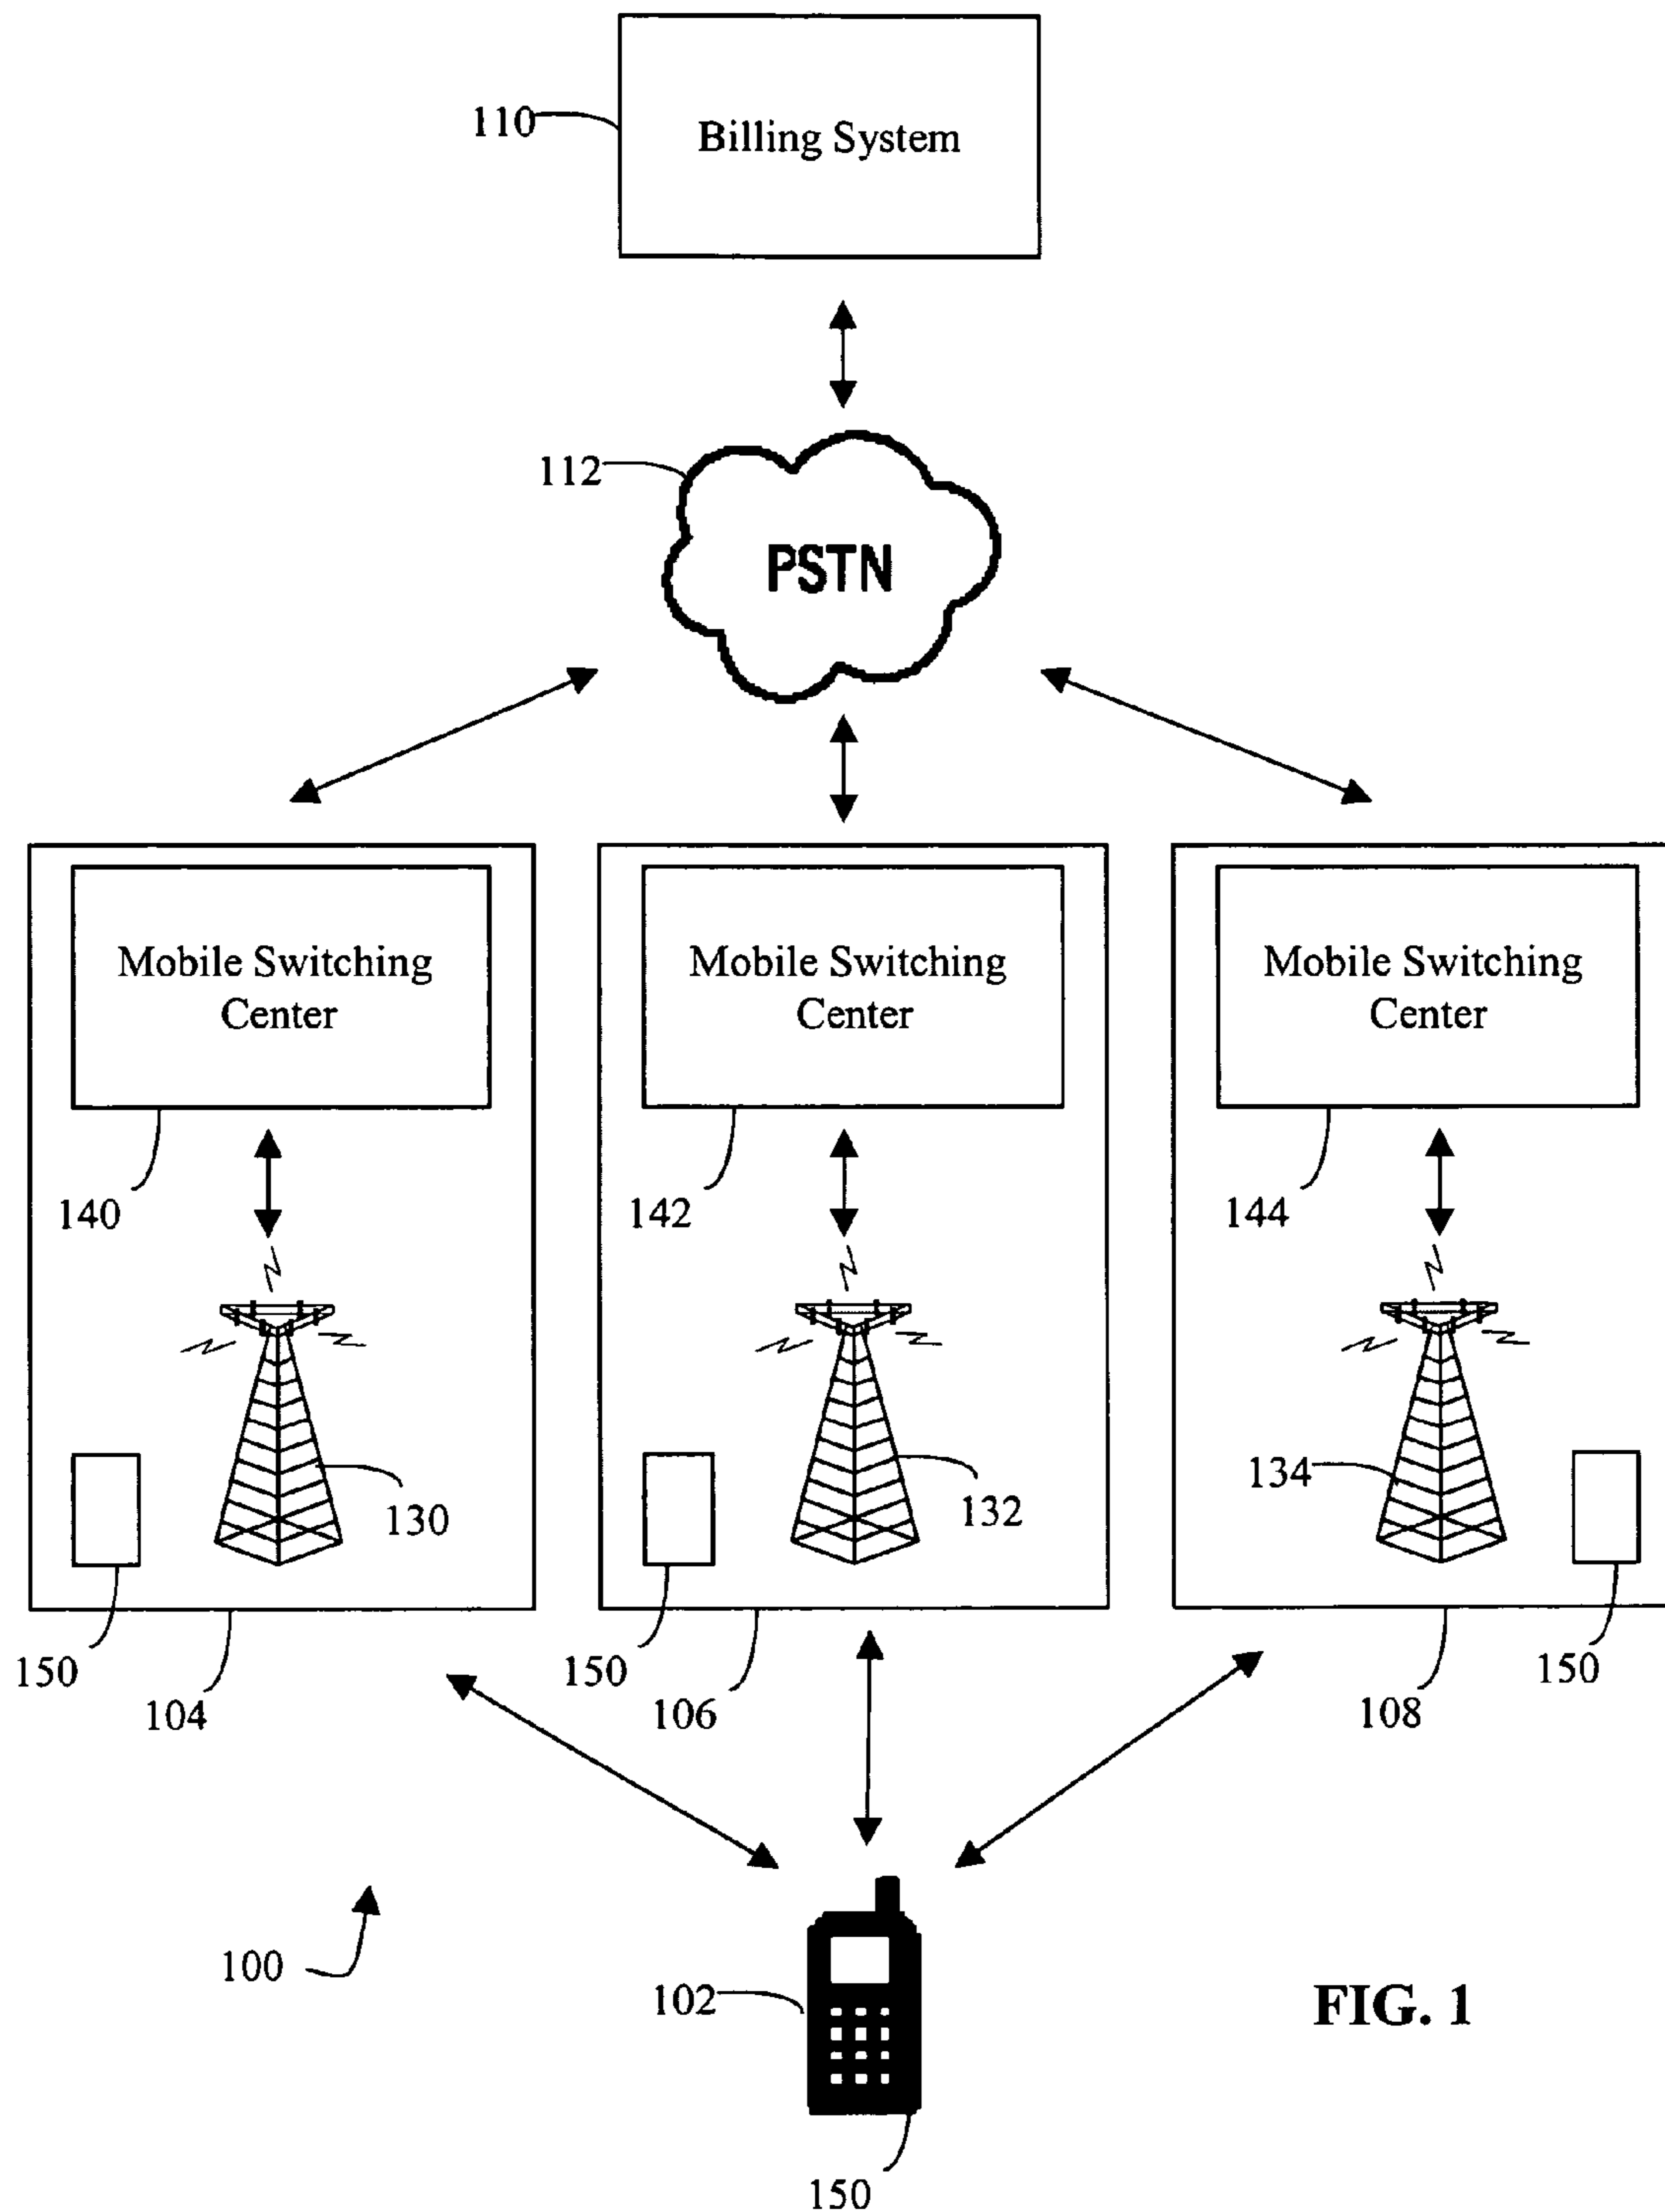 110
Billing System
112
PSTN
Mobile Switching
Center
Mobile Switching
Center
Mobile Switching
Center
140
142
144
130
132
134
150
104
150
106
108
150
100
102
FIG. 1
150